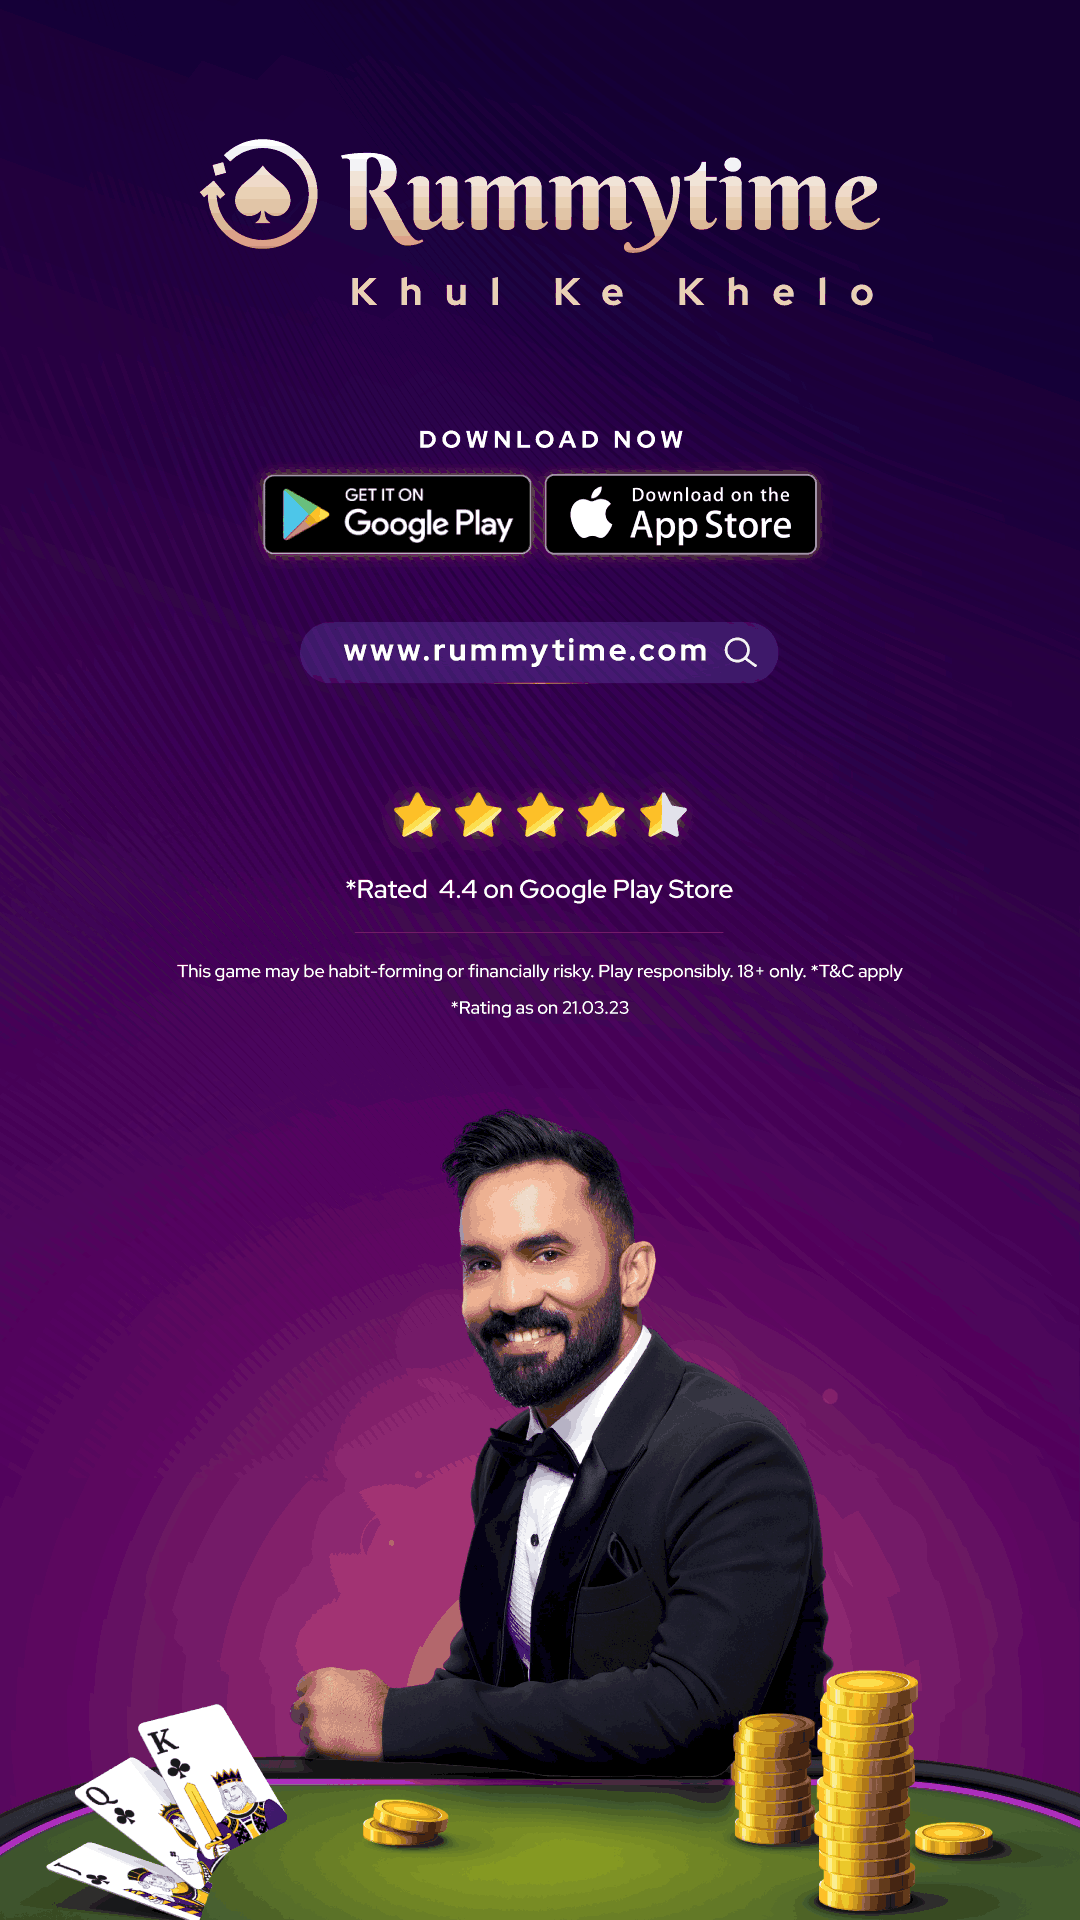 Rummytime
Khul Ke Khelo
DOWNLOAD NOW
GET IT ON
Google Play
Download on the
App Store
www.rummytime.com
*Rated 4.4 on Google Play Store
This game may be habit-forming or financially risky. Play responsibly. 18+ only. *T&C apply
*Rating as on 21.03.23
K
Q
J